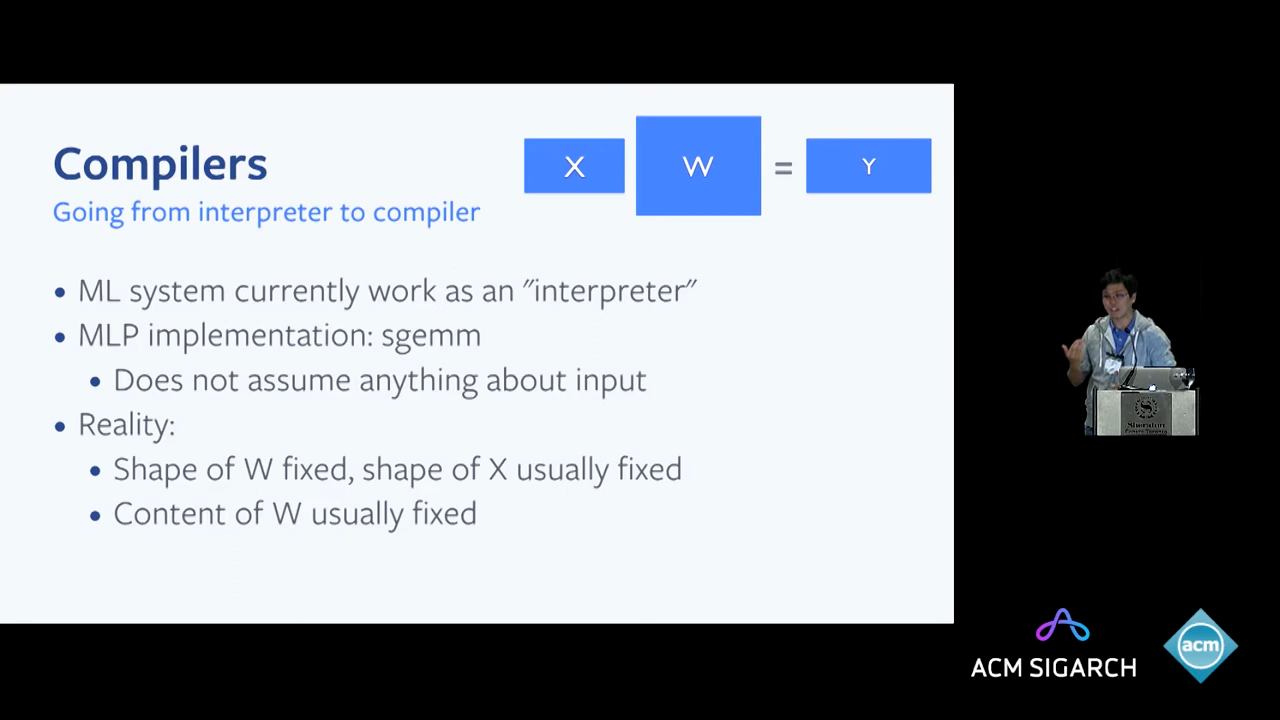 Compilers
Going from interpreter to compiler
X W = Y
• ML system currently work as an "interpreter"
• MLP implementation: sgemm
• Does not assume anything about input
• Reality:
• Shape of W fixed, shape of X usually fixed
• Content of W usually fixed
Sheraton
ACM SIGARCH
acm